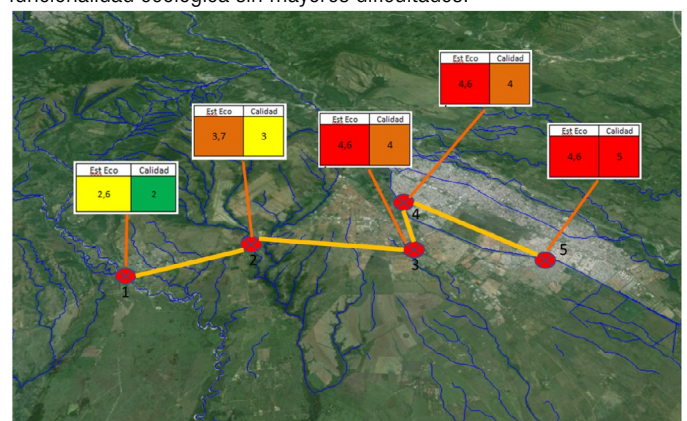 funcionalidad ecológica sin mayores dificultades.
Est Eco Calidad
4,6 4
Est Eco Calidad
3,7 3
Est Eco Calidad
4,6 4
Est Eco Calidad
4,6 5
Est Eco Calidad
2,6 2
4
5
2
3
1